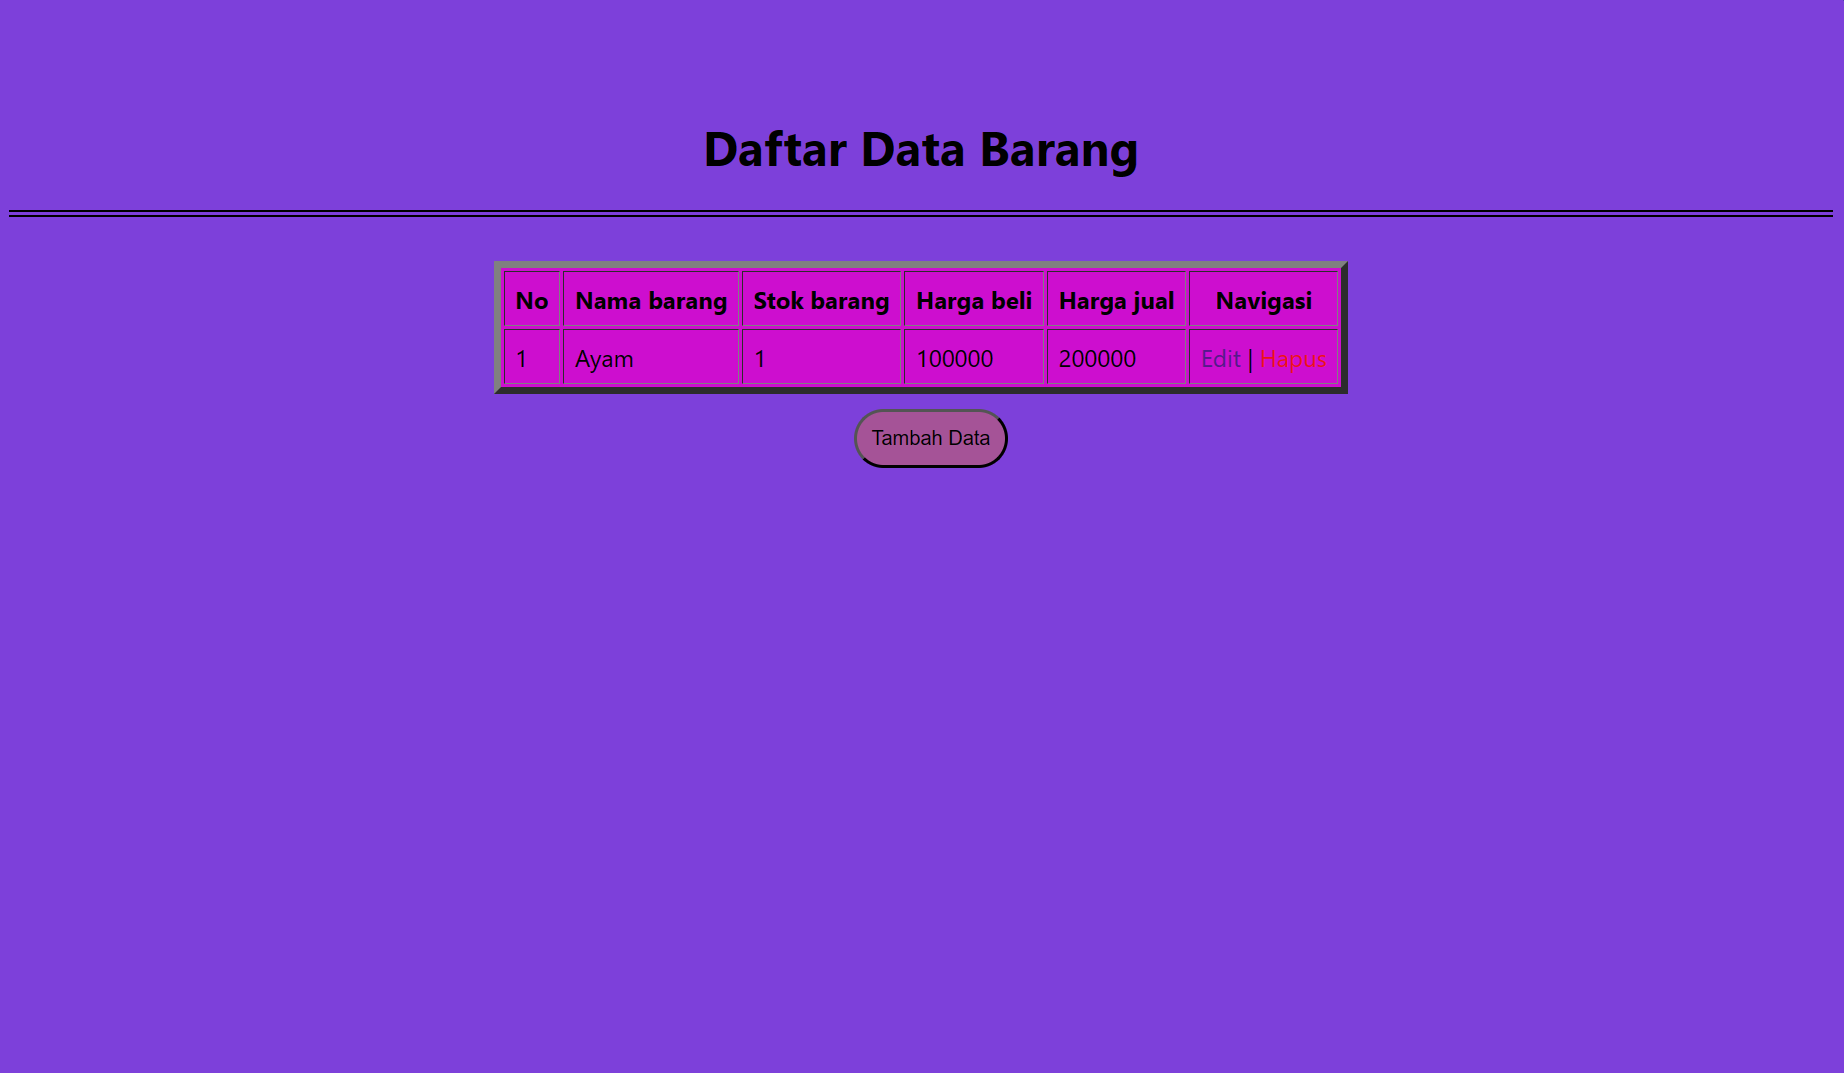 Daftar Data Barang
No Nama barang Stok barang Harga beli Harga jual Navigasi
1 Ayam 1 100000 200000 Edit | Hapus
Tambah Data